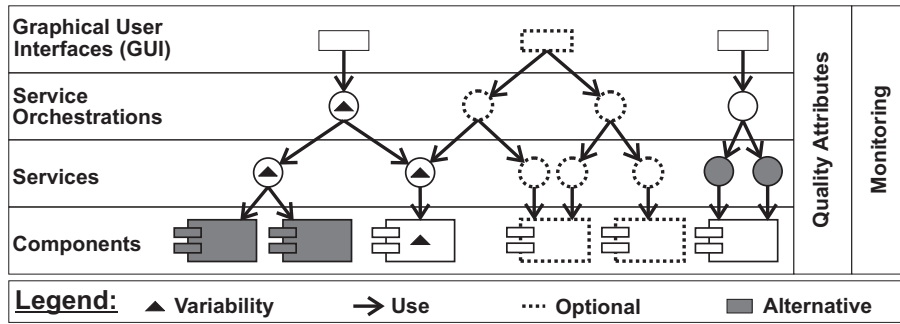 Graphical User
Interfaces (GUI)
Service
Orchestrations
Services
Components
Quality Attributes
Monitoring
Legend:
Variability
Use
Optional
Alternative